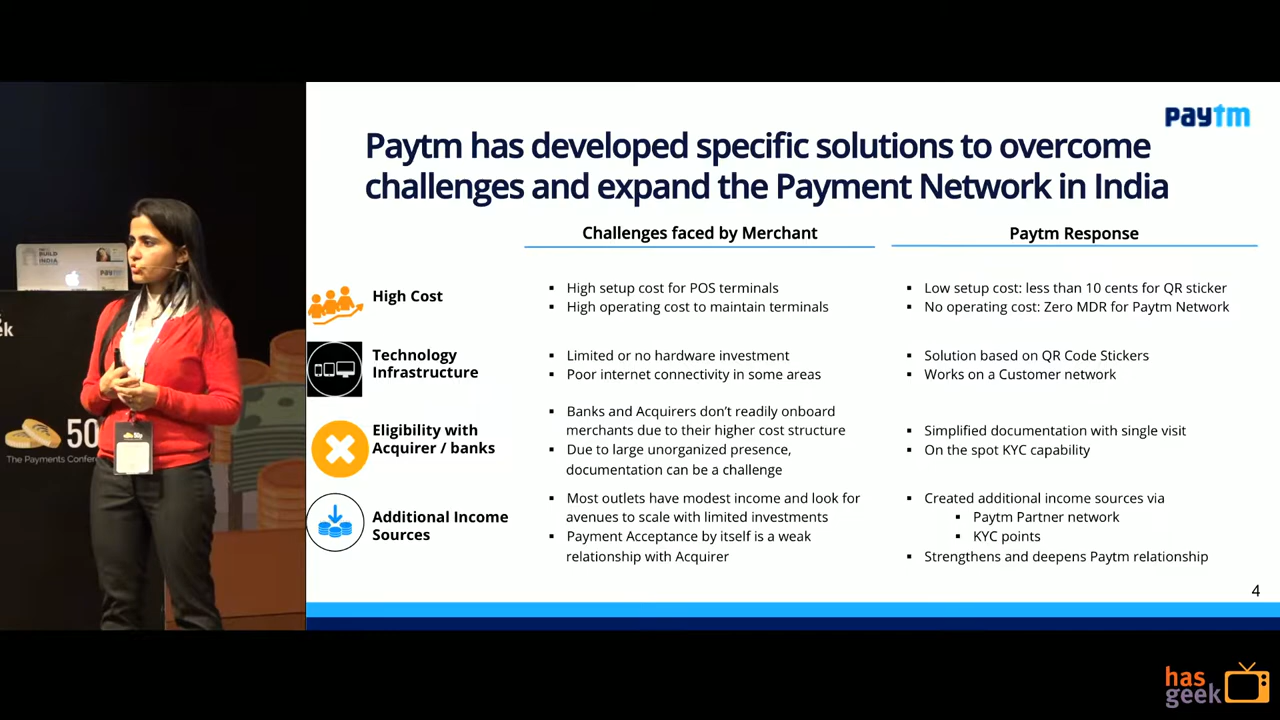 paytm
Paytm has developed specific solutions to overcome
challenges and expand the Payment Network in India
Challenges faced by Merchant
Paytm Response
High Cost
▪ High setup cost for POS terminals
▪ High operating cost to maintain terminals
▪ Low setup cost: less than 10 cents for QR sticker
▪ No operating cost: Zero MDR for Paytm Network
Technology
Infrastructure
▪ Limited or no hardware investment
▪ Poor internet connectivity in some areas
▪ Solution based on QR Code Stickers
▪ Works on a Customer network
Eligibility with
Acquirer / banks
▪ Banks and Acquirers don’t readily onboard
merchants due to their higher cost structure
▪ Due to large unorganized presence,
documentation can be a challenge
▪ Simplified documentation with single visit
▪ On the spot KYC capability
Additional Income
Sources
▪ Most outlets have modest income and look for
avenues to scale with limited investments
▪ Payment Acceptance by itself is a weak
relationship with Acquirer
▪ Created additional income sources via
▪ Paytm Partner network
▪ KYC points
▪ Strengthens and deepens Paytm relationship
4
BUILD
INDIA
paytm
50
The Payments
has
geek